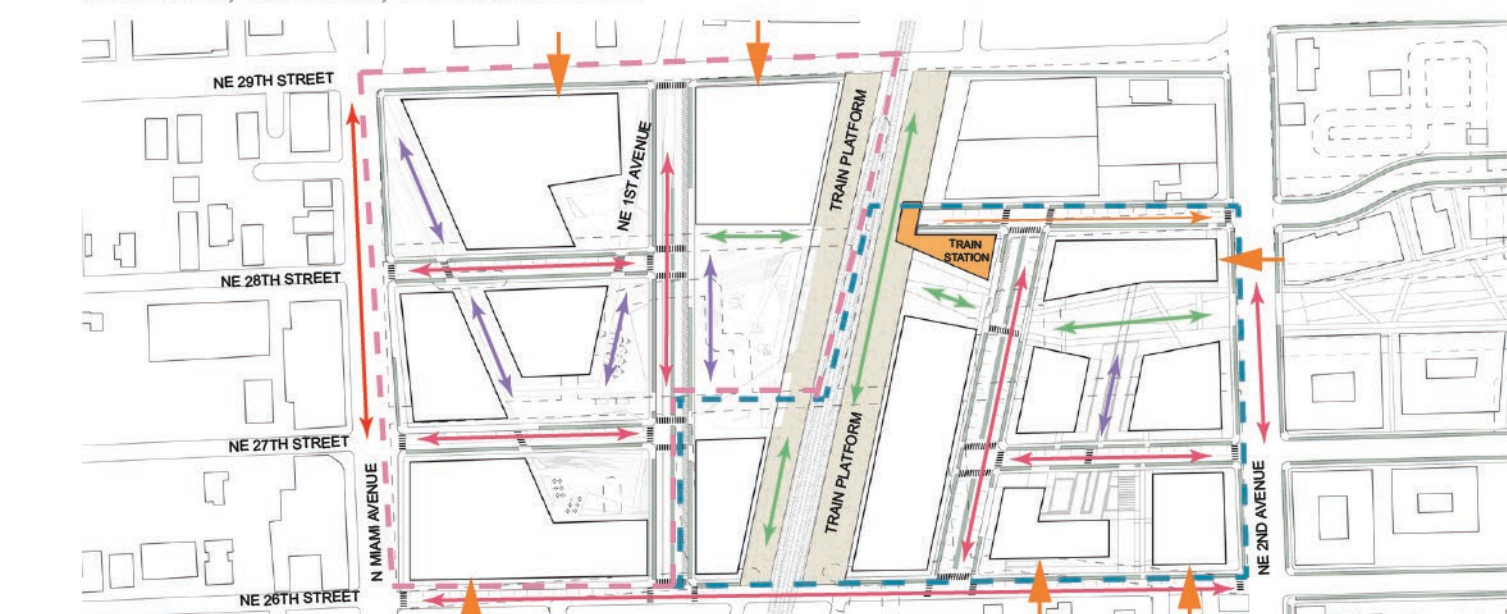 NE 29TH STREET
NE 1ST AVENUE
TRAIN PLATFORM
TRAIN
STATION
NE 28TH STREET
NE 27TH STREET
N MIAMI AVENUE
TRAIN PLATFORM
NE 2ND AVENUE
NE 26TH STREET